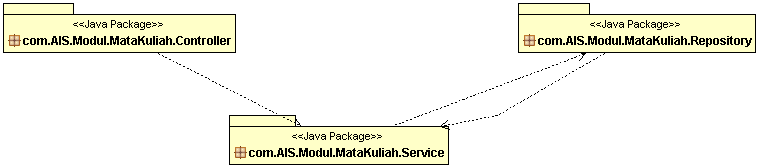 <<Java Package>>
com.AIS.Modul.MataKuliah.Controller
<<Java Package>>
com.AIS.Modul.MataKuliah.Repository
<<Java Package>>
com.AIS.Modul.MataKuliah.Service